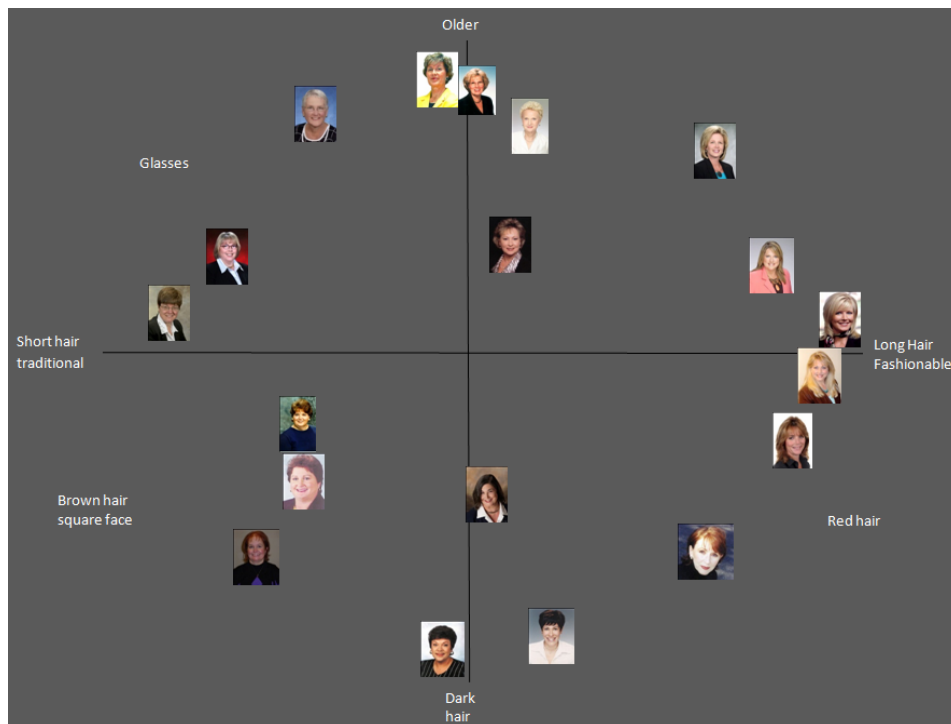 Older
Glasses
Short hair
traditional
Long Hair
Fashionable
Brown hair
square face
Red hair
Dark
hair